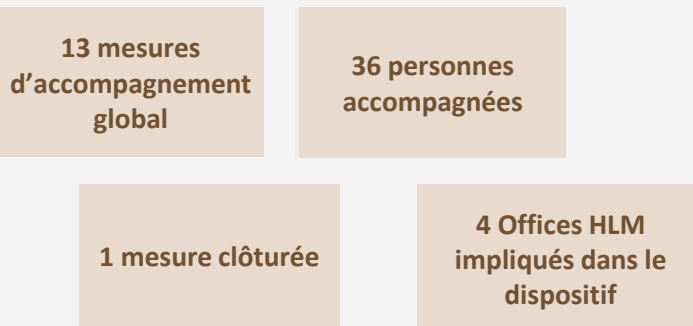 13 mesures
d’accompagnement
global
36 personnes
accompagnées
1 mesure clôturée
4 Offices HLM
impliqués dans le
dispositif